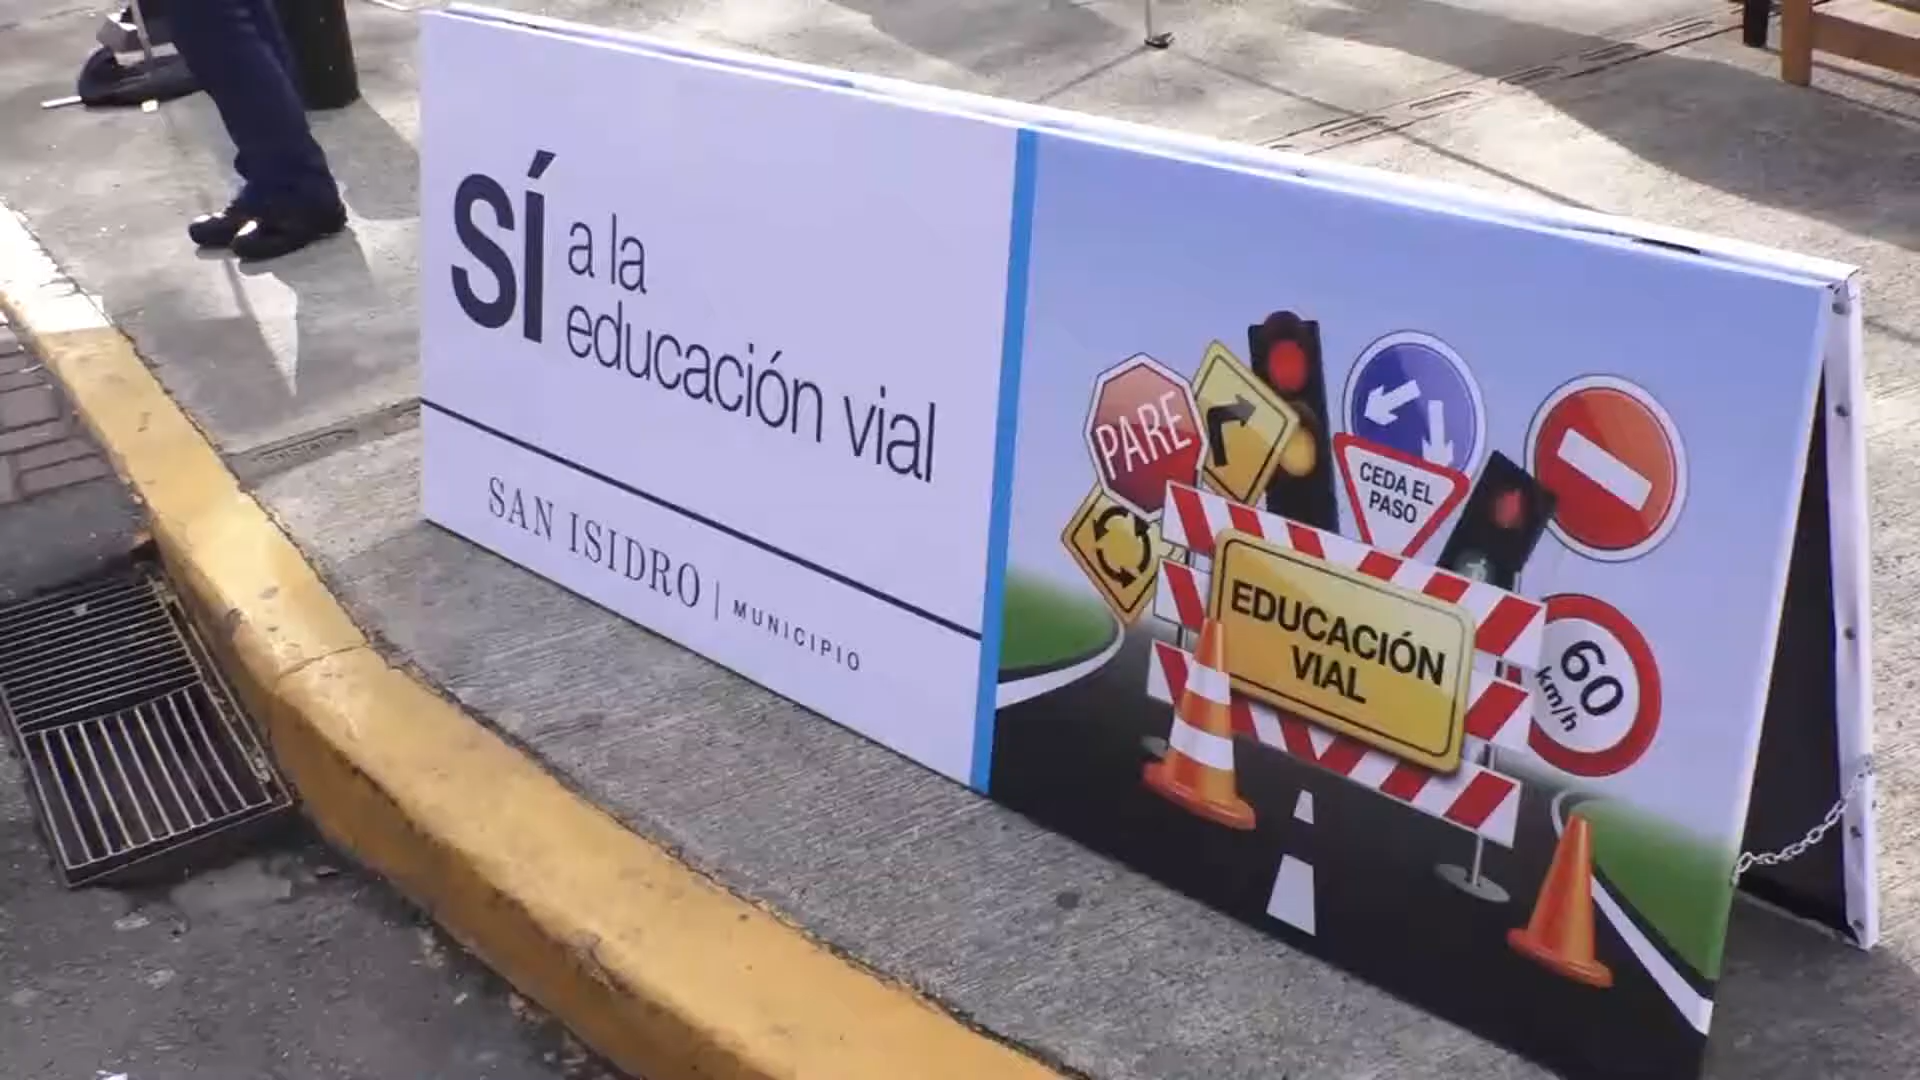 SÍ a la
educación vial
SAN ISIDRO | MUNICIPIO
PARE
CEDA EL
PASO
EDUCACIÓN
VIAL
60
km/h